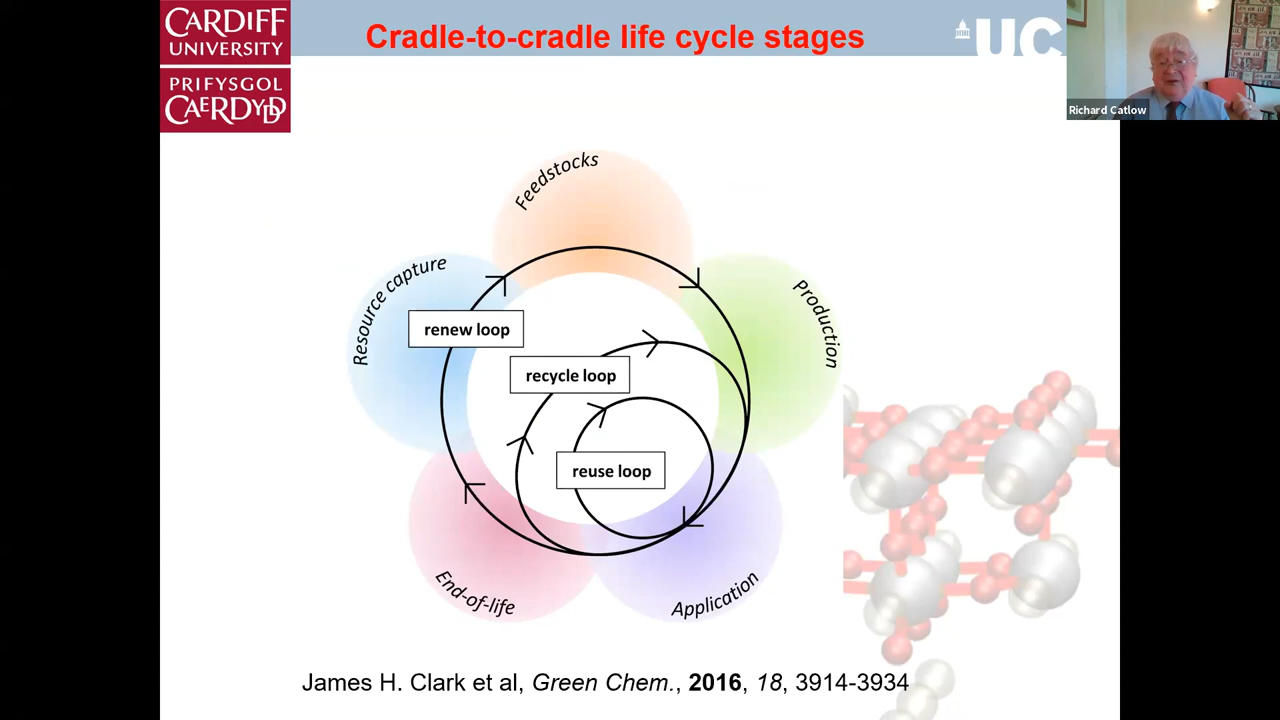 CARDIFF
UNIVERSITY
PRIFYSGOL
CAERDYDD
Cradle-to-cradle life cycle stages
UC
Richard Catlow
Feedstocks
Resource capture
Production
renew loop
recycle loop
reuse loop
End-of-life
Application
James H. Clark et al, Green Chem., 2016, 18, 3914-3934